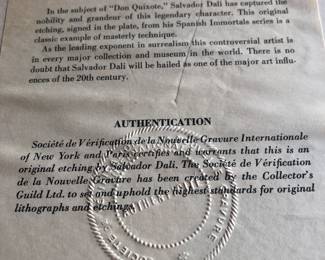 In the subject of "Don Quixote," Salvador Dali has captured the
nobility and grandeur of this legendary character. This original
etching, signed in the plate, from his Spanish Immortals series is a
classic example of masterly technique.
As the leading exponent in surrealism this controversial artist is
in every major collection and museum in the world. There is no
doubt that Salvador Dali will be hailed as one of the major art influ-
ences of the 20th century.
AUTHENTICATION
Société de Vérification de la Nouvelle Gravure Internationale
of New York and Paris certifies and warrants that this is an
original etching by Salvador Dali. The Société de Vérification
de la Nouvelle Gravure has been created by the Collector's
Guild Ltd. to set and uphold the highest standards for original
lithographs and etchings.